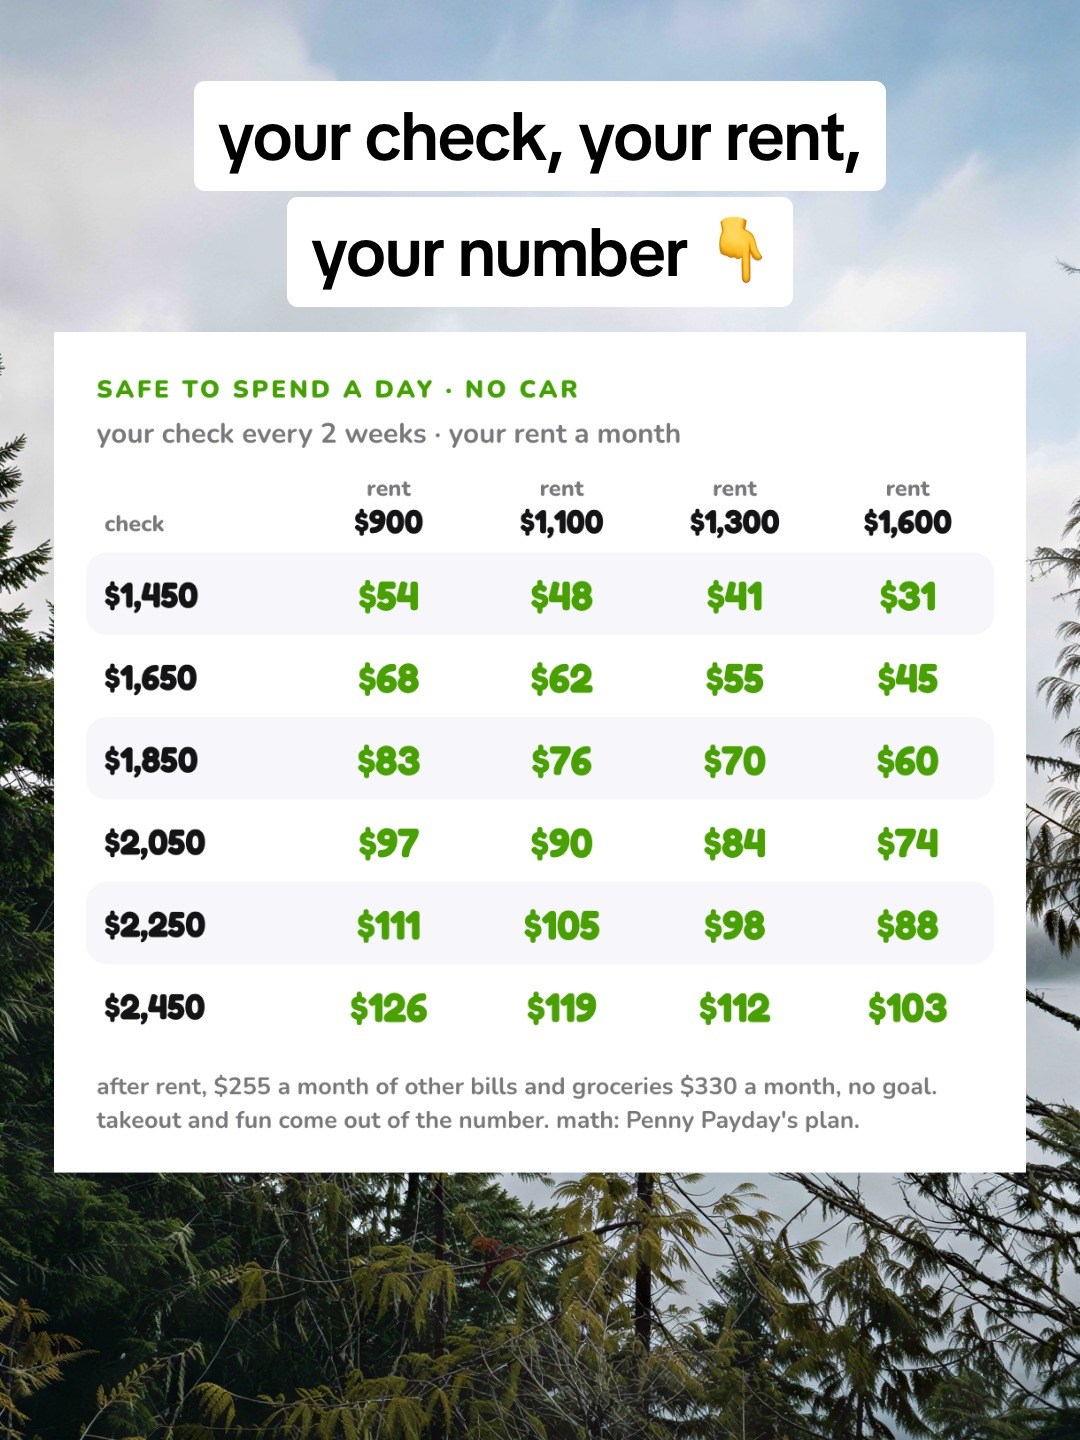 your check, your rent,
your number 👇
SAFE TO SPEND A DAY · NO CAR
your check every 2 weeks · your rent a month
check rent $900 rent $1,100 rent $1,300 rent $1,600
$1,450 $54 $48 $41 $31
$1,650 $68 $62 $55 $45
$1,850 $83 $76 $70 $60
$2,050 $97 $90 $84 $74
$2,250 $111 $105 $98 $88
$2,450 $126 $119 $112 $103
after rent, $255 a month of other bills and groceries $330 a month, no goal.
takeout and fun come out of the number. math: Penny Payday's plan.